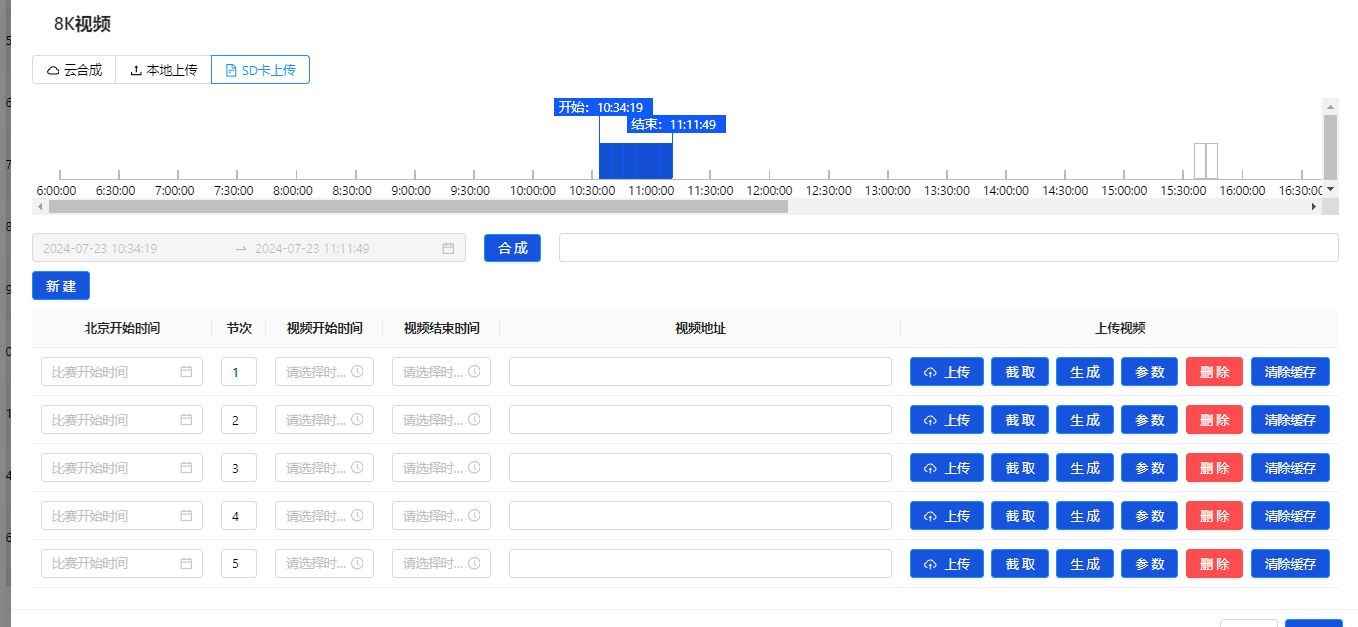 8K视频
云合成 本地上传 SD卡上传
开始：10:34:19
结束：11:11:49
6:00:00 6:30:00 7:00:00 7:30:00 8:00:00 8:30:00 9:00:00 9:30:00 10:00:00 10:30:00 11:00:00 11:30:00 12:00:00 12:30:00 13:00:00 13:30:00 14:00:00 14:30:00 15:00:00 15:30:00 16:00:00 16:30:00
2024-07-23 10:34:19 → 2024-07-23 11:11:49 合成
新建
北京开始时间 节次 视频开始时间 视频结束时间 视频地址 上传视频
比赛开始时间 1 请选择时... 请选择时... 上传 截取 生成 参数 删除 清除缓存
比赛开始时间 2 请选择时... 请选择时... 上传 截取 生成 参数 删除 清除缓存
比赛开始时间 3 请选择时... 请选择时... 上传 截取 生成 参数 删除 清除缓存
比赛开始时间 4 请选择时... 请选择时... 上传 截取 生成 参数 删除 清除缓存
比赛开始时间 5 请选择时... 请选择时... 上传 截取 生成 参数 删除 清除缓存